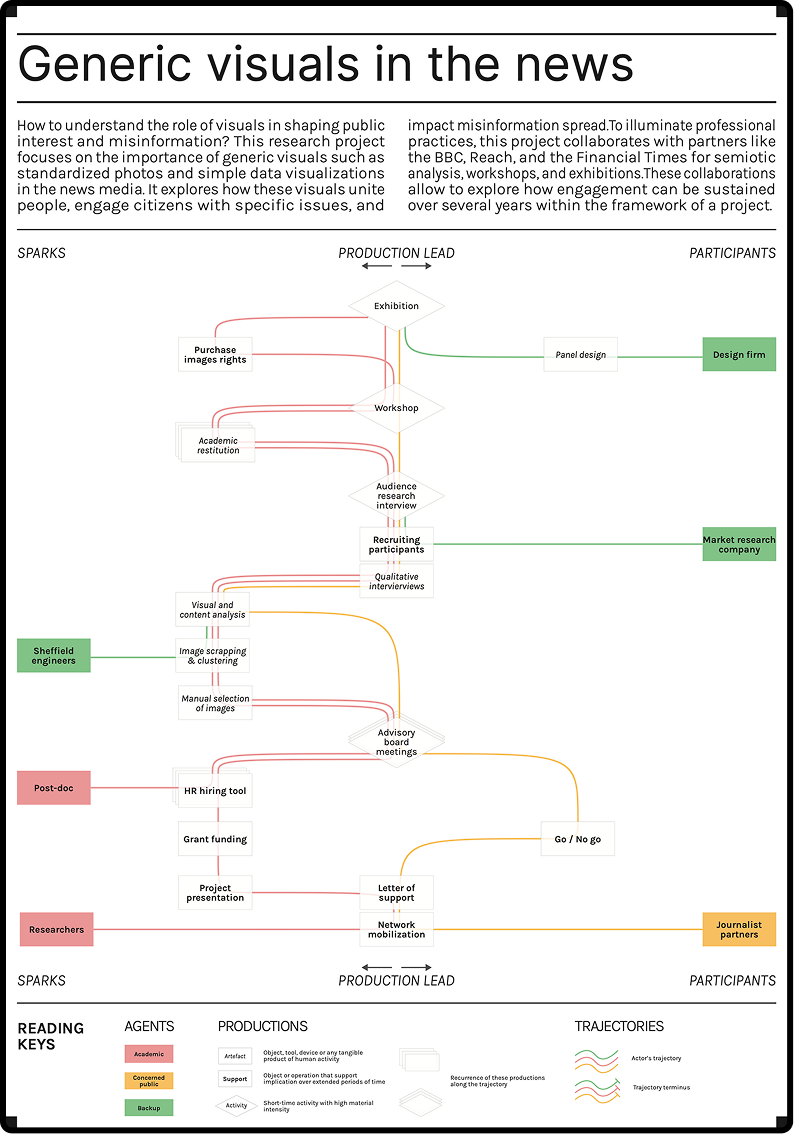 Generic visuals in the news
How to understand the role of visuals in shaping public
interest and misinformation? This research project
focuses on the importance of generic visuals such as
standardized photos and simple data visualizations
in the news media. It explores how these visuals unite
people, engage citizens with specific issues, and
impact misinformation spread.To illuminate professional
practices, this project collaborates with partners like
the BBC, Reach, and the Financial Times for semiotic
analysis, workshops, and exhibitions.These collaborations
allow to explore how engagement can be sustained
over several years within the framework of a project.
SPARKS
PRODUCTION LEAD
PARTICIPANTS
Exhibition
Purchase
images rights
Panel design
Design firm
Workshop
Academic
restitution
Audience
research
interview
Recruiting
participants
Market research
company
Qualitative
intervierviews
Visual and
content analysis
Sheffield
engineers
Image scrapping
& clustering
Manual selection
of images
Advisory
board
meetings
Post-doc
HR hiring tool
Grant funding
Go / No go
Project
presentation
Letter of
support
Researchers
Network
mobilization
Journalist
partners
SPARKS
PRODUCTION LEAD
PARTICIPANTS
READING
KEYS
AGENTS
Academic
Concerned
public
Backup
PRODUCTIONS
Artefact
Object, tool, device or any tangible
product of human activity
Support
Object or operation that support
implication over extended periods of time
Activity
Short-time activity with high material
intensity
Recurrence of these productions
along the trajectory
TRAJECTORIES
Actor's trajectory
Trajectory terminus